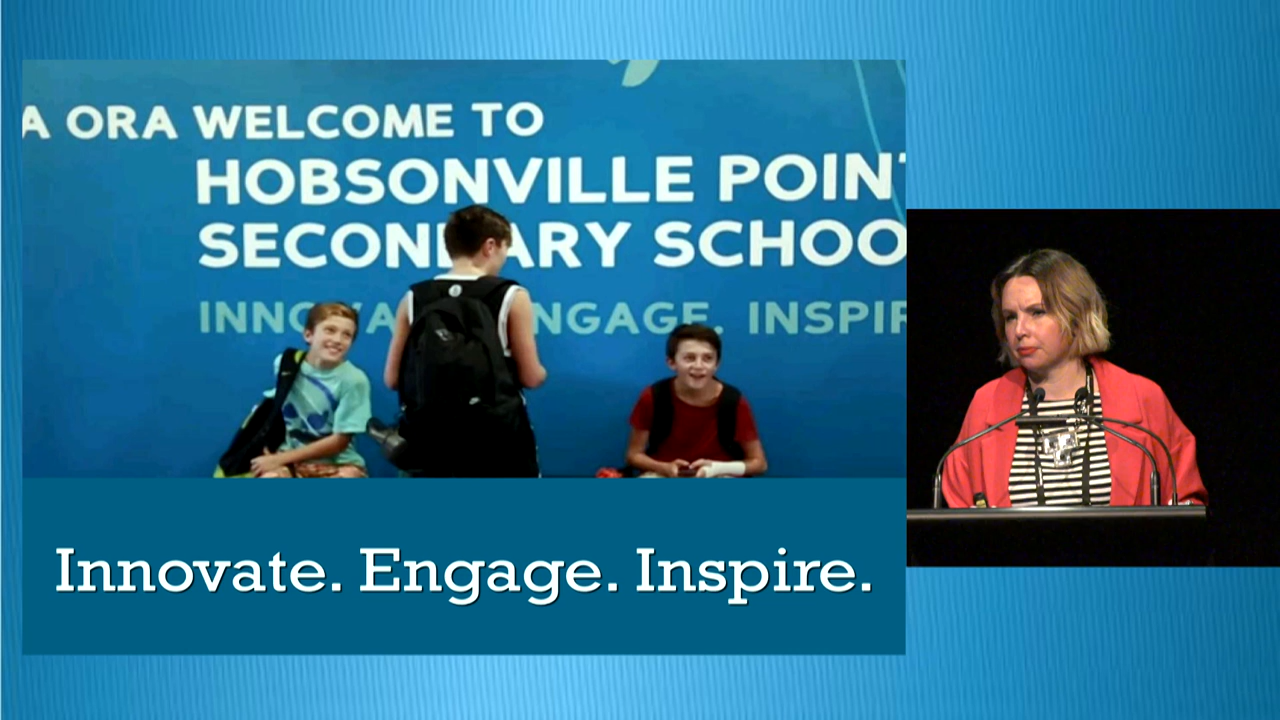 A ORA WELCOME TO
HOBSONVILLE POINT
SECONDARY SCHOO
INNOVA NGAGE. INSPIR
Innovate. Engage. Inspire.